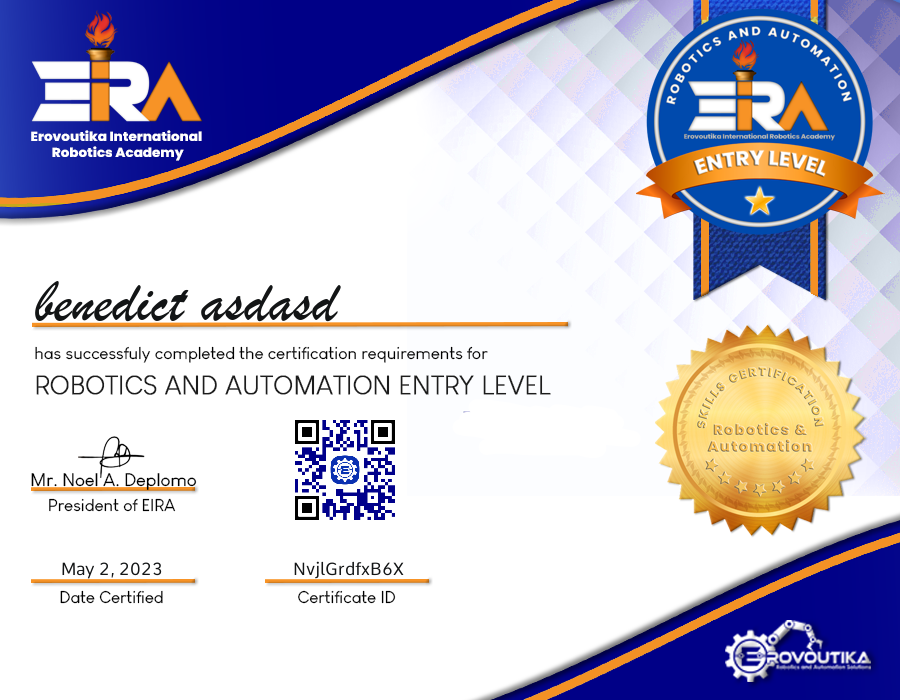 EIRA
Erovoutika International
Robotics Academy
ROBOTICS AND AUTOMATION
EIRA
Erovoutika International Robotics Academy
ENTRY LEVEL
benedict asdasd
has successfuly completed the certification requirements for
ROBOTICS AND AUTOMATION ENTRY LEVEL
SKILLS CERTIFICATION
Robotics &
Automation
Mr. Noel A. Deplomo
President of EIRA
May 2, 2023
Date Certified
NvjlGrdfxB6X
Certificate ID
EROVOUTIKA
Robotics and Automation Solutions